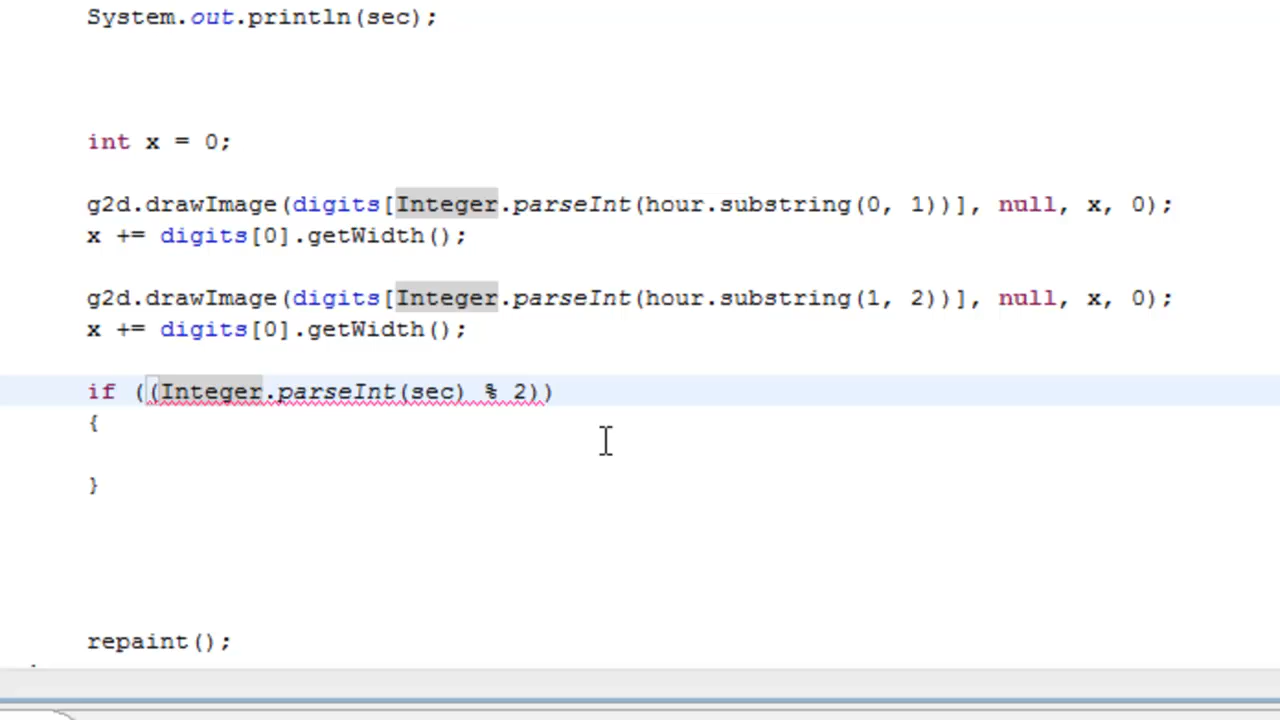 System.out.println(sec);
int x = 0;
g2d.drawImage(digits[Integer.parseInt(hour.substring(0, 1))], null, x, 0);
x += digits[0].getWidth();
g2d.drawImage(digits[Integer.parseInt(hour.substring(1, 2))], null, x, 0);
x += digits[0].getWidth();
if ((Integer.parseInt(sec) % 2))
{
}
repaint();